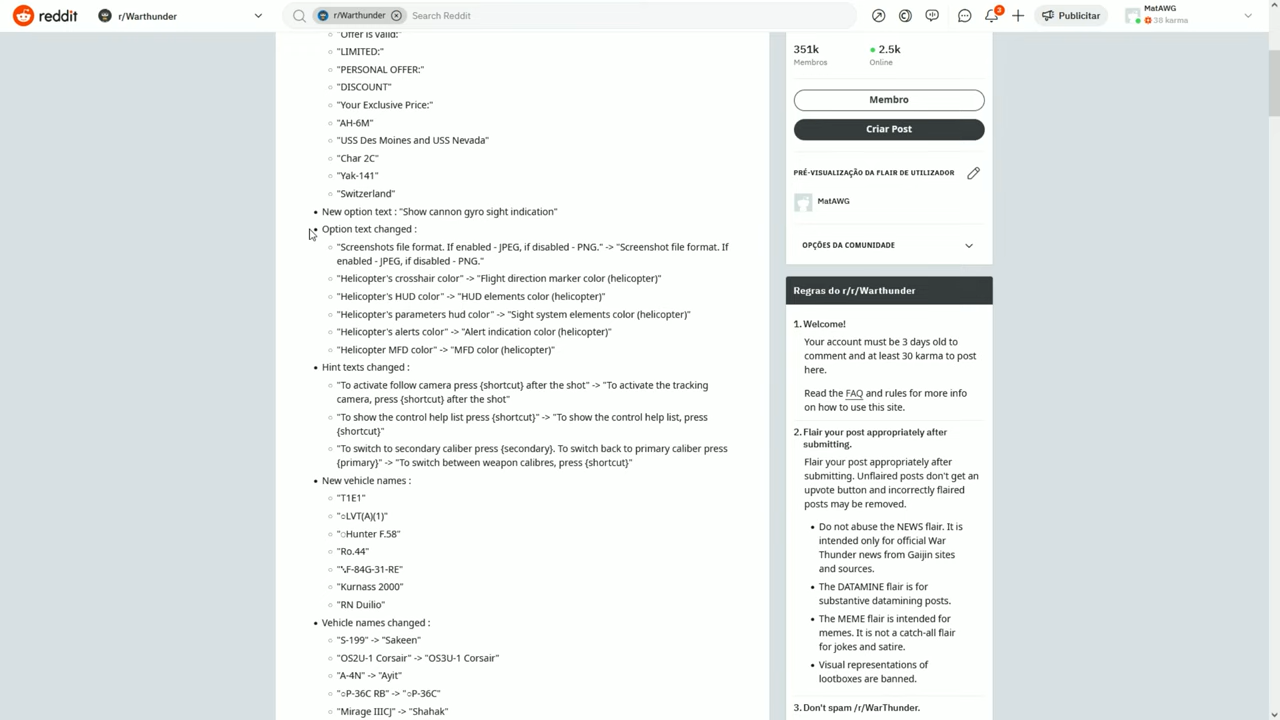 reddit
r/Warthunder
r/Warthunder
Search Reddit
3
Publicitar
MatAWG
38 karma
"Offer is valid:"
"LIMITED:"
"PERSONAL OFFER:"
"DISCOUNT"
"Your Exclusive Price:"
"AH-6M"
"USS Des Moines and USS Nevada"
"Char 2C"
"Yak-141"
"Switzerland"
New option text : "Show cannon gyro sight indication"
Option text changed :
"Screenshots file format. If enabled - JPEG, if disabled - PNG." -> "Screenshot file format. If
enabled - JPEG, if disabled - PNG."
"Helicopter's crosshair color" -> "Flight direction marker color (helicopter)"
"Helicopter's HUD color" -> "HUD elements color (helicopter)"
"Helicopter's parameters hud color" -> "Sight system elements color (helicopter)"
"Helicopter's alerts color" -> "Alert indication color (helicopter)"
"Helicopter MFD color" -> "MFD color (helicopter)"
Hint texts changed :
"To activate follow camera press {shortcut} after the shot" -> "To activate the tracking
camera, press {shortcut} after the shot"
"To show the control help list press {shortcut}" -> "To show the control help list, press
{shortcut}"
"To switch to secondary caliber press {secondary}. To switch back to primary caliber press
{primary}" -> "To switch between weapon calibres, press {shortcut}"
New vehicle names :
"T1E1"
"○LVT(A)(1)"
"◌Hunter F.58"
"Ro.44"
"F-84G-31-RE"
"Kurnass 2000"
"RN Duilio"
Vehicle names changed :
"S-199" -> "Sakeen"
"OS2U-1 Corsair" -> "OS3U-1 Corsair"
"A-4N" -> "Ayit"
"○P-36C RB" -> "○P-36C"
"Mirage IIICJ" -> "Shahak"
351k
Membros
2.5k
Online
Membro
Criar Post
PRÉ-VISUALIZAÇÃO DA FLAIR DE UTILIZADOR
MatAWG
OPÇÕES DA COMUNIDADE
Regras do r/r/Warthunder
1. Welcome!
Your account must be 3 days old to
comment and at least 30 karma to post
here.
Read the FAQ and rules for more info
on how to use this site.
2. Flair your post appropriately after
submitting.
Flair your post appropriately after
submitting. Unflaired posts don't get an
upvote button and incorrectly flaired
posts may be removed.
Do not abuse the NEWS flair. It is
intended only for official War
Thunder news from Gaijin sites
and sources.
The DATAMINE flair is for
substantive datamining posts.
The MEME flair is intended for
memes. It is not a catch-all flair
for jokes and satire.
Visual representations of
lootboxes are banned.
3. Don't spam /r/WarThunder.